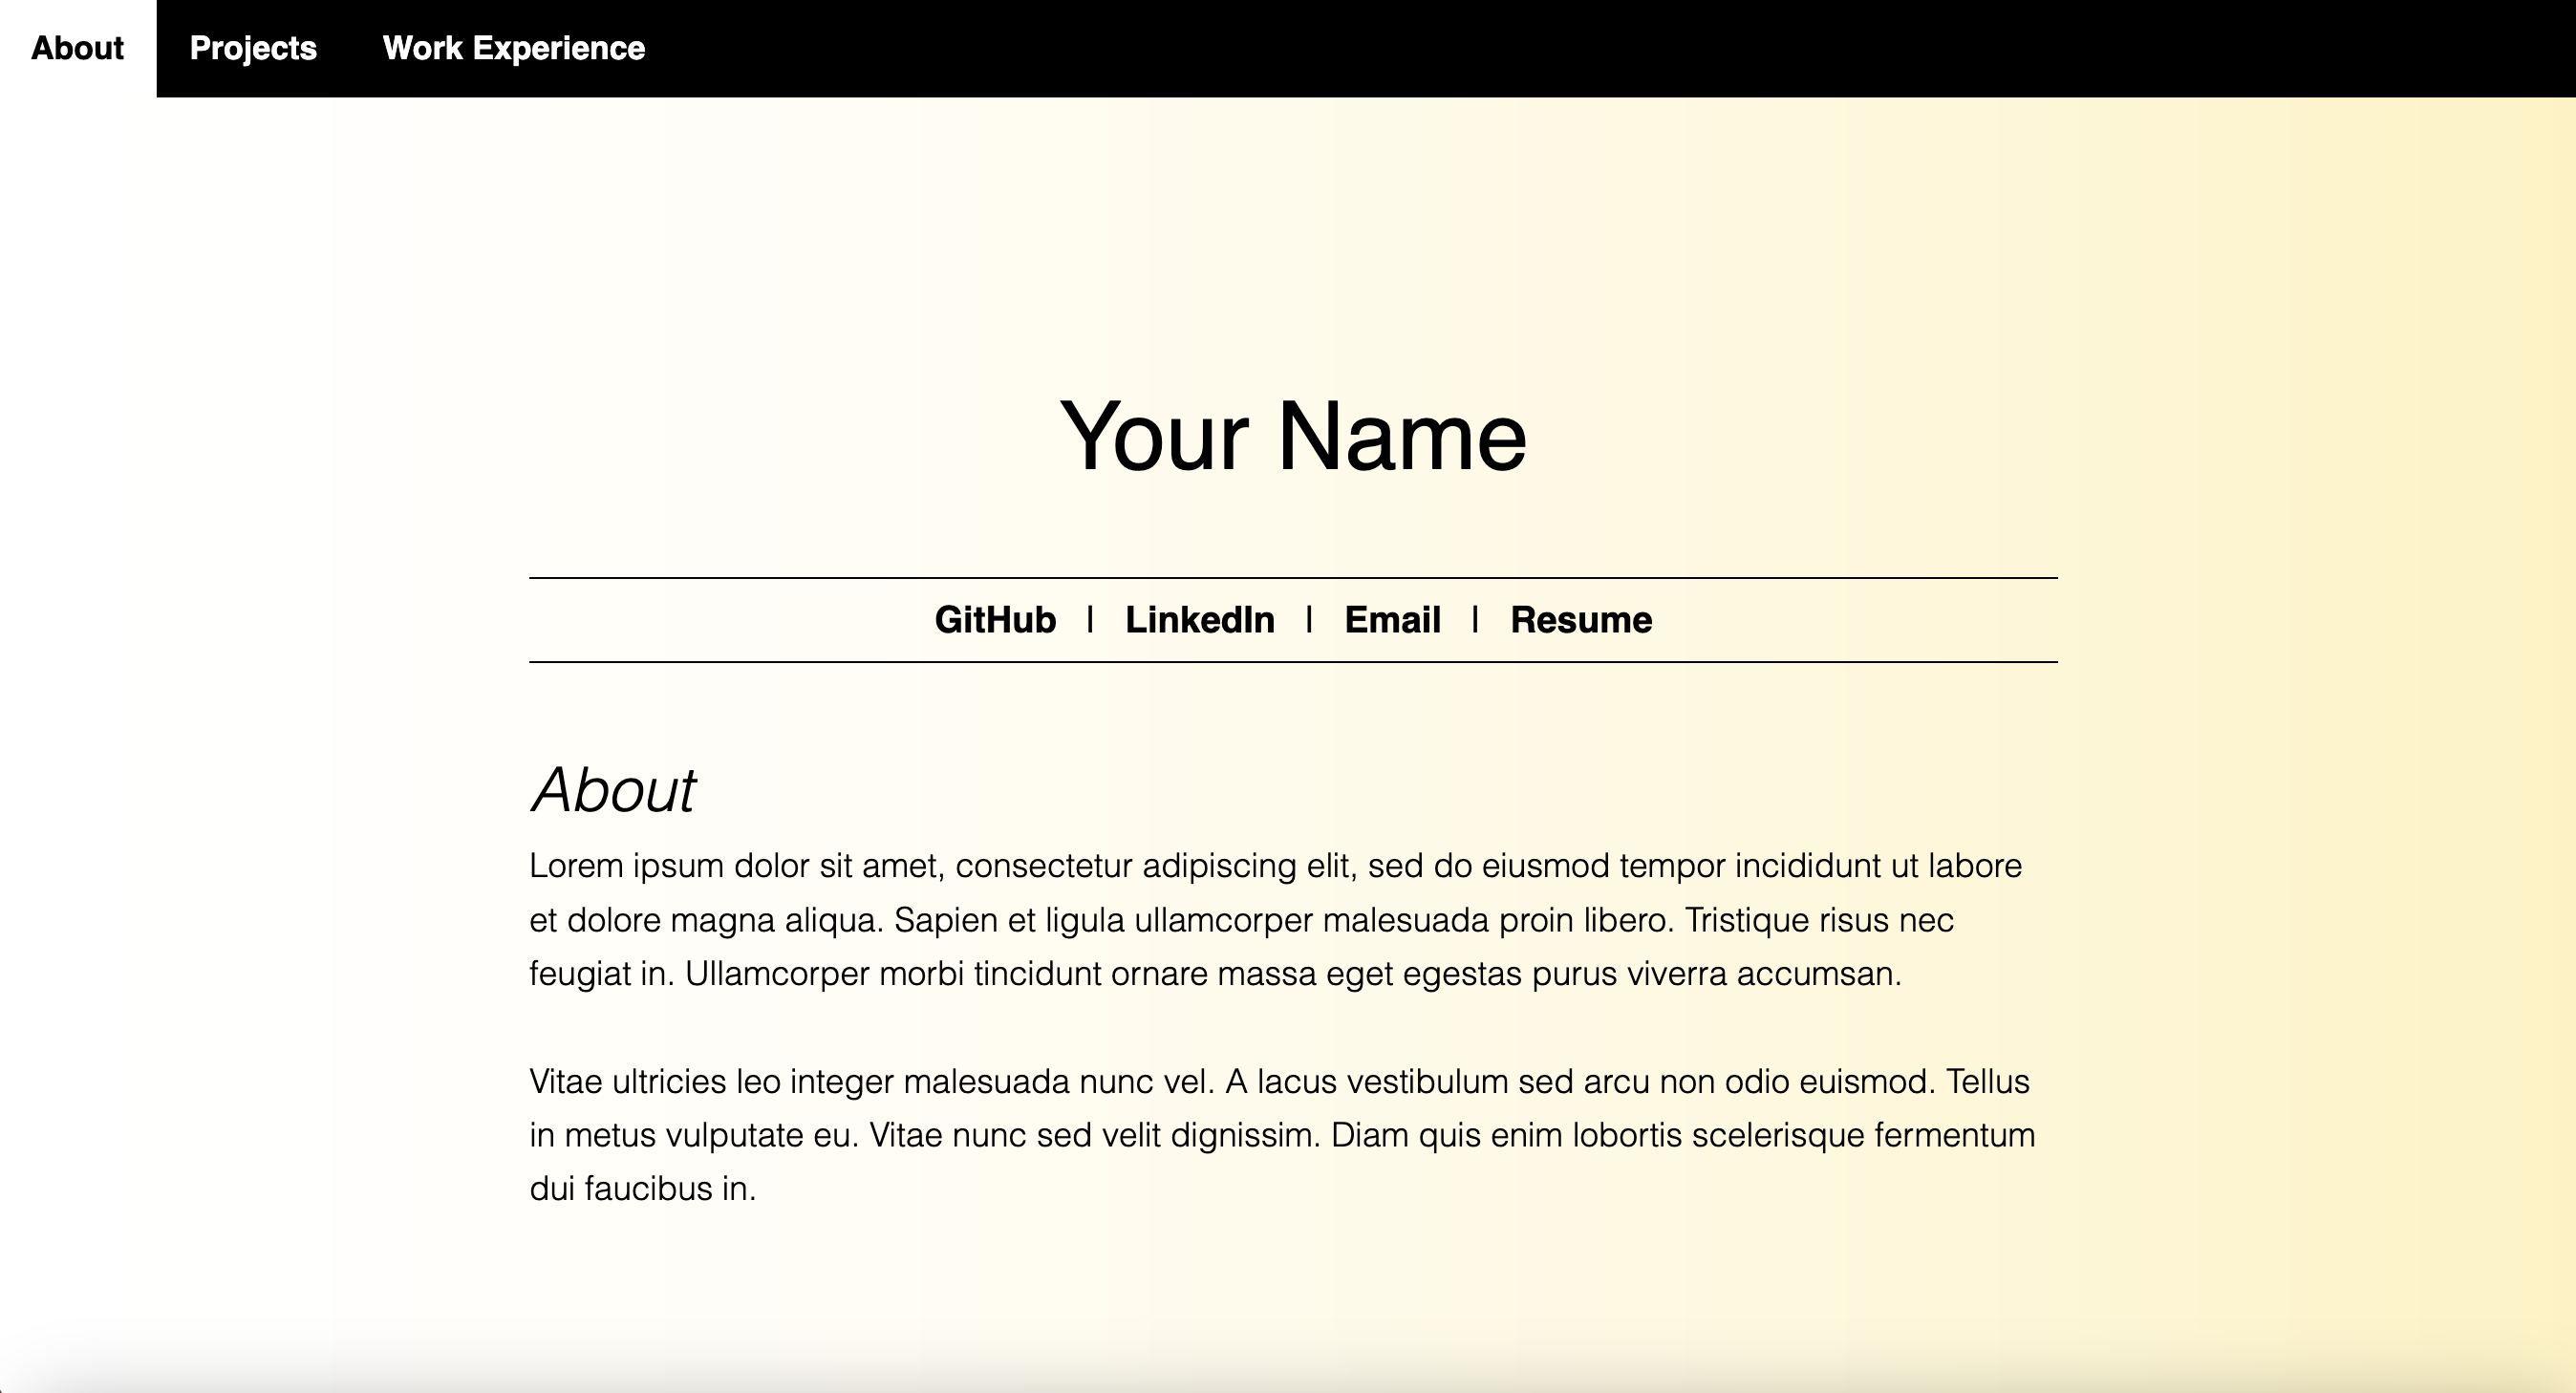 About Projects Work Experience
Your Name
GitHub | LinkedIn | Email | Resume
About
Lorem ipsum dolor sit amet, consectetur adipiscing elit, sed do eiusmod tempor incididunt ut labore
et dolore magna aliqua. Sapien et ligula ullamcorper malesuada proin libero. Tristique risus nec
feugiat in. Ullamcorper morbi tincidunt ornare massa eget egestas purus viverra accumsan.
Vitae ultricies leo integer malesuada nunc vel. A lacus vestibulum sed arcu non odio euismod. Tellus
in metus vulputate eu. Vitae nunc sed velit dignissim. Diam quis enim lobortis scelerisque fermentum
dui faucibus in.